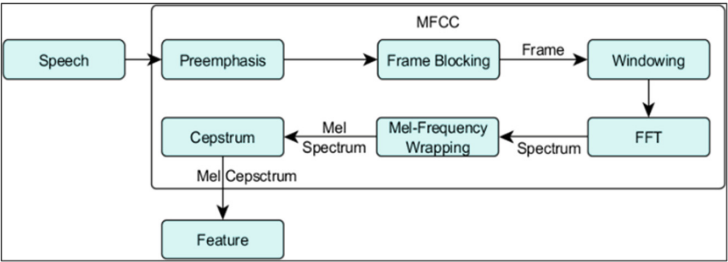 MFCC
Speech
Preemphasis
Frame Blocking
Frame
Windowing
Cepstrum
Mel
Spectrum
Mel-Frequency
Wrapping
Spectrum
FFT
Mel Cepsctrum
Feature